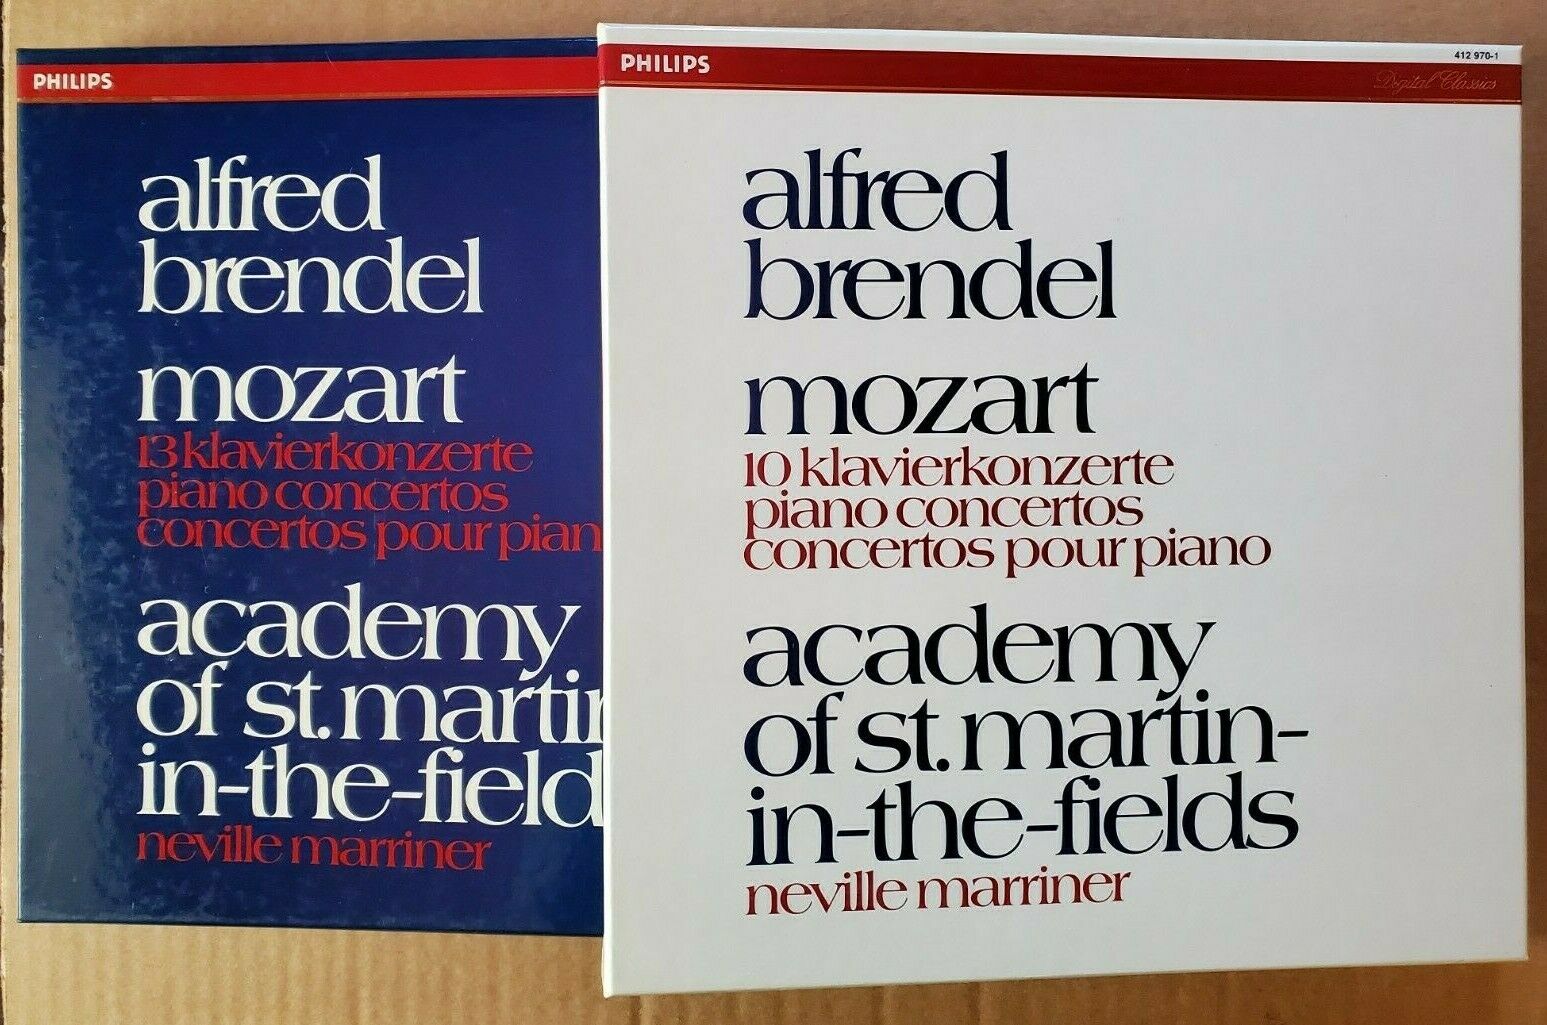 PHILIPS
alfred
brendel
mozart
13 klavierkonzerte
piano concertos
concertos pour pian
academy
of st. martin
in-the-field
neville marriner
412 970-1
PHILIPS
Digital Classics
alfred
brendel
mozart
10 klavierkonzerte
piano concertos
concertos pour piano
academy
of st. martin-
in-the-fields
neville marriner